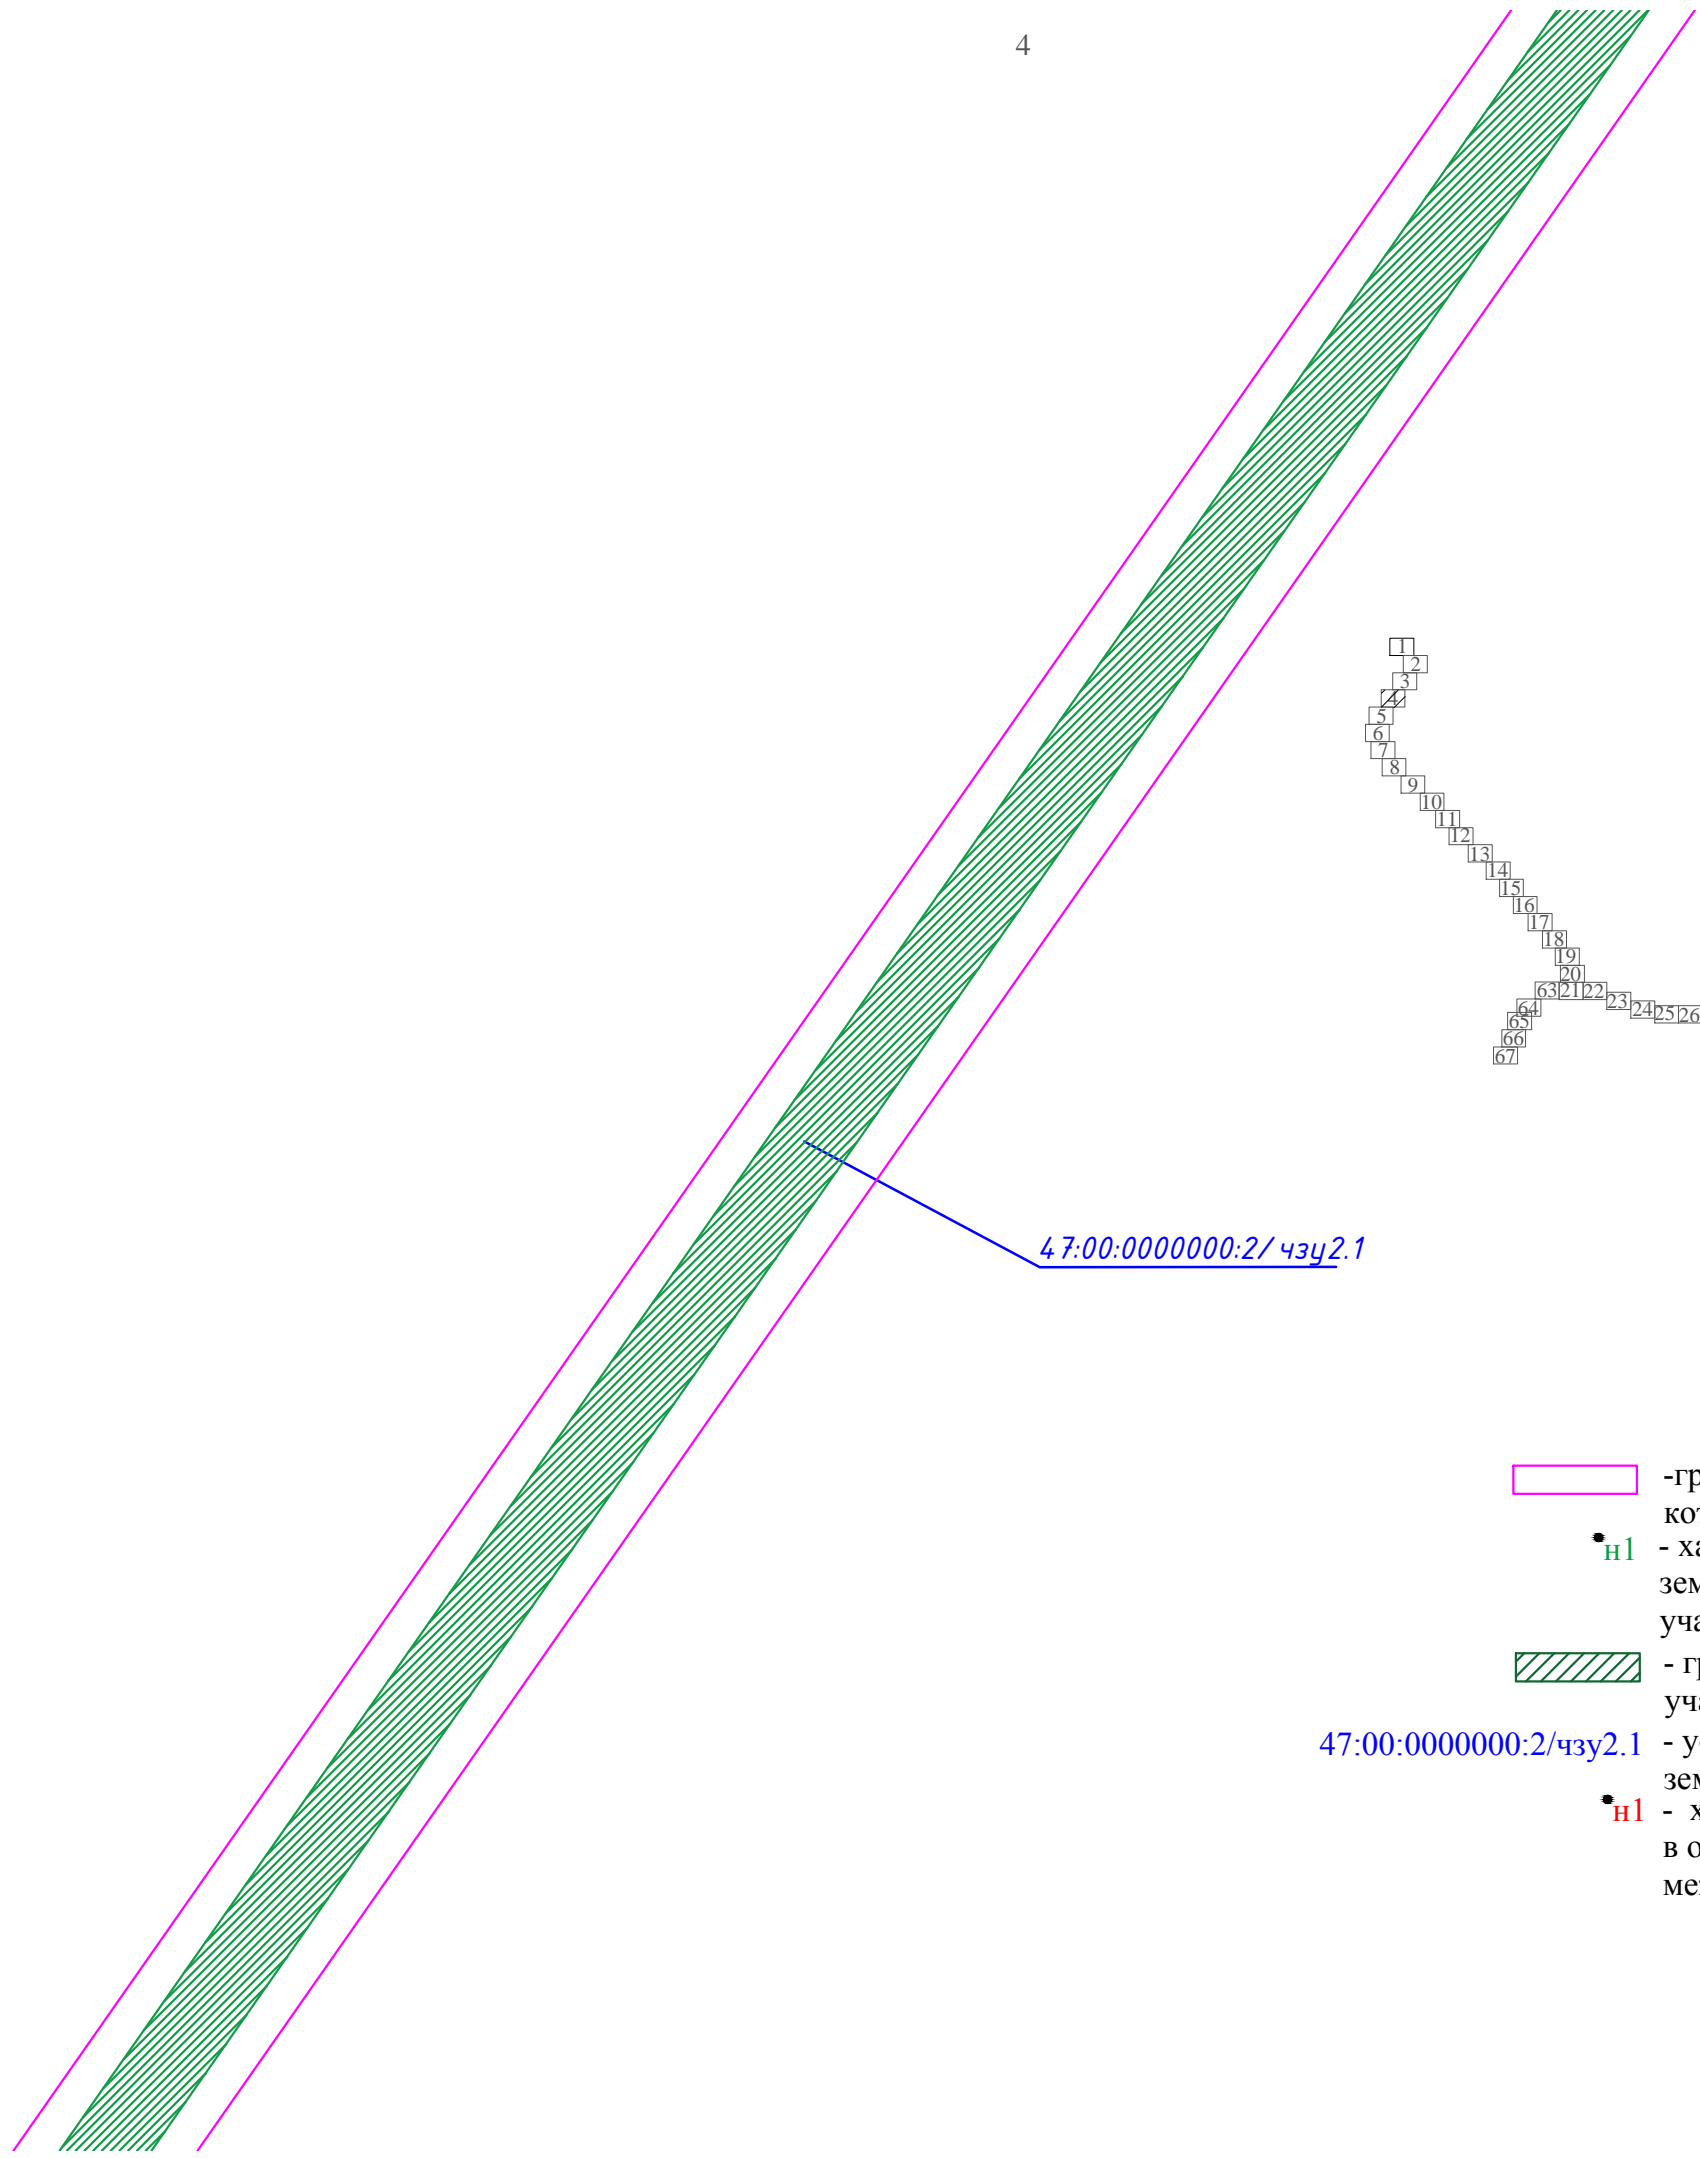 4
1
2
3
4
5
6
7
8
9
10
11
12
13
14
15
16
17
18
19
20
63 21 22 23 24 25 26
64
65
66
67
47:00:0000000:2/чзу2.1
-гр
ко
н1 - ха
зем
уча
- гр
уча
47:00:0000000:2/чзу2.1 - у
зем
н1 - х
в о
ме